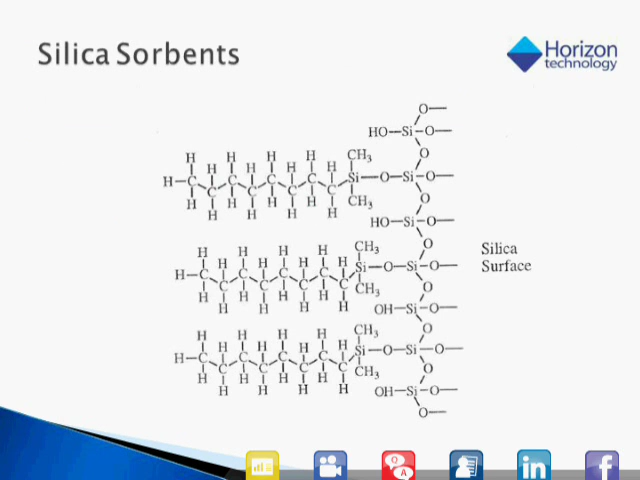 Silica Sorbents
Horizon
technology
O—
HO—Si—O—
H H H H CH₃ O
H H H H
H—C C C C Si—O—Si—O—
C C C C
H H H H CH₃ O
H H H H
HO—Si—O—
H H H H CH₃ O
H H H H
H—C C C C Si—O—Si—O—
C C C C
H H H H CH₃ O
H H H H
OH—Si—O—
Silica
Surface
H H H H CH₃ O
H H H H
H—C C C C Si—O—Si—O—
C C C C
H H H H CH₃ O
H H H H
OH—Si—O—
O—
Q
A
in
f